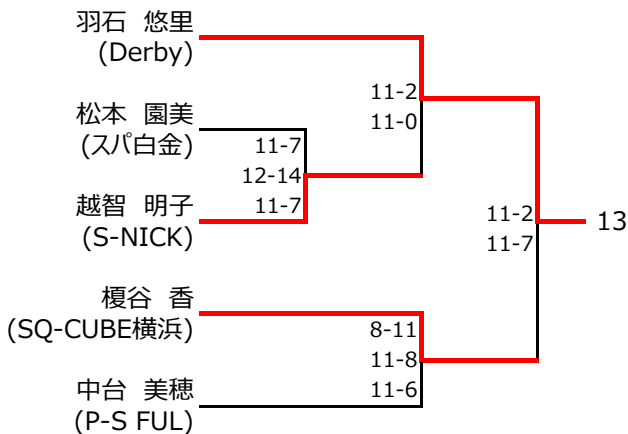 羽石 悠里
(Derby)
松本 園美
(スパ白金)
越智 明子
(S-NICK)
榎谷 香
(SQ-CUBE横浜)
中台 美穂
(P-S FUL)
11-7
12-14
11-7
11-2
11-0
8-11
11-8
11-6
11-2
11-7
13